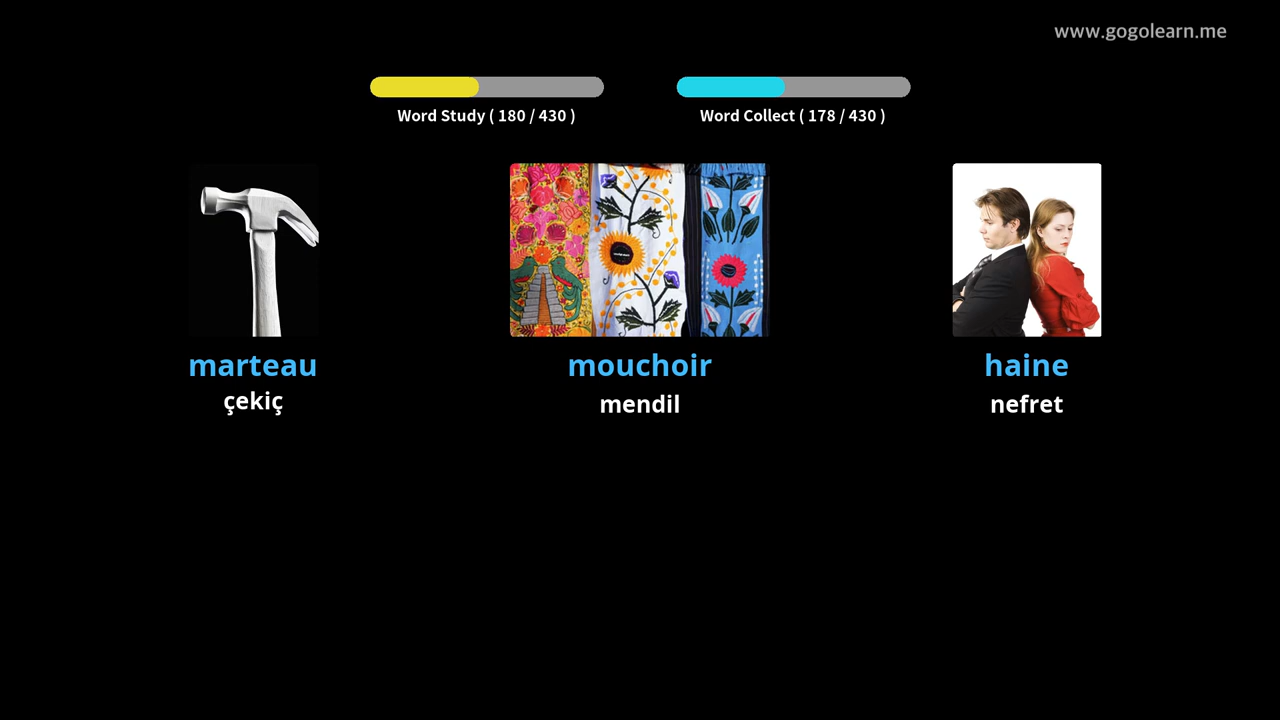 www.gogolearn.me
Word Study ( 180 / 430 )
Word Collect ( 178 / 430 )
marteau
çekiç
mouchoir
mendil
haine
nefret